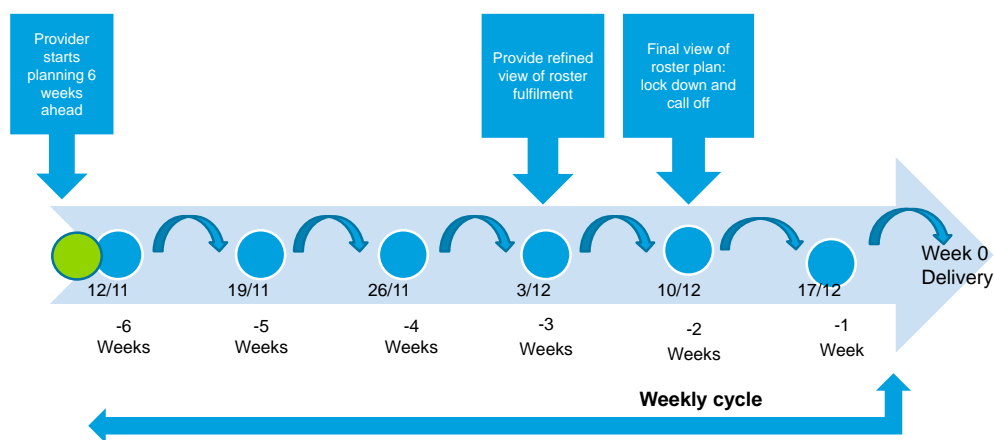 Provider
starts
planning 6
weeks
ahead
Provide refined
view of roster
fulfilment
Final view of
roster plan:
lock down and
call off
Week 0
Delivery
12/11
19/11
26/11
3/12
10/12
17/12
-6
Weeks
-5
Weeks
-4
Weeks
-3
Weeks
-2
Weeks
-1
Week
Weekly cycle